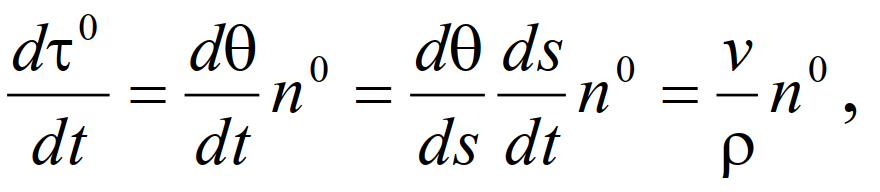 dτ⁰/dt = dθ/dt n⁰ = dθ/ds ds/dt n⁰ = v/ρ n⁰ ,